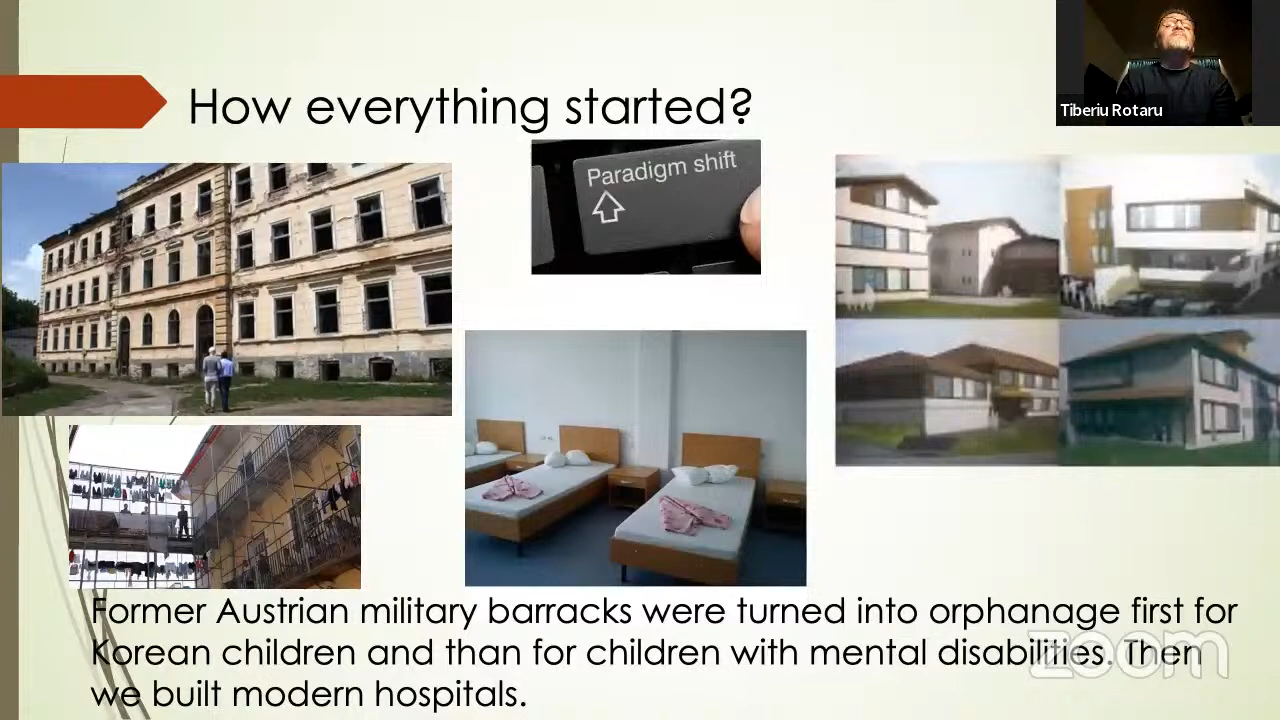 How everything started?
Tiberiu Rotaru
Paradigm shift
Former Austrian military barracks were turned into orphanage first for
Korean children and than for children with mental disabilities. Then
we built modern hospitals.
zoom